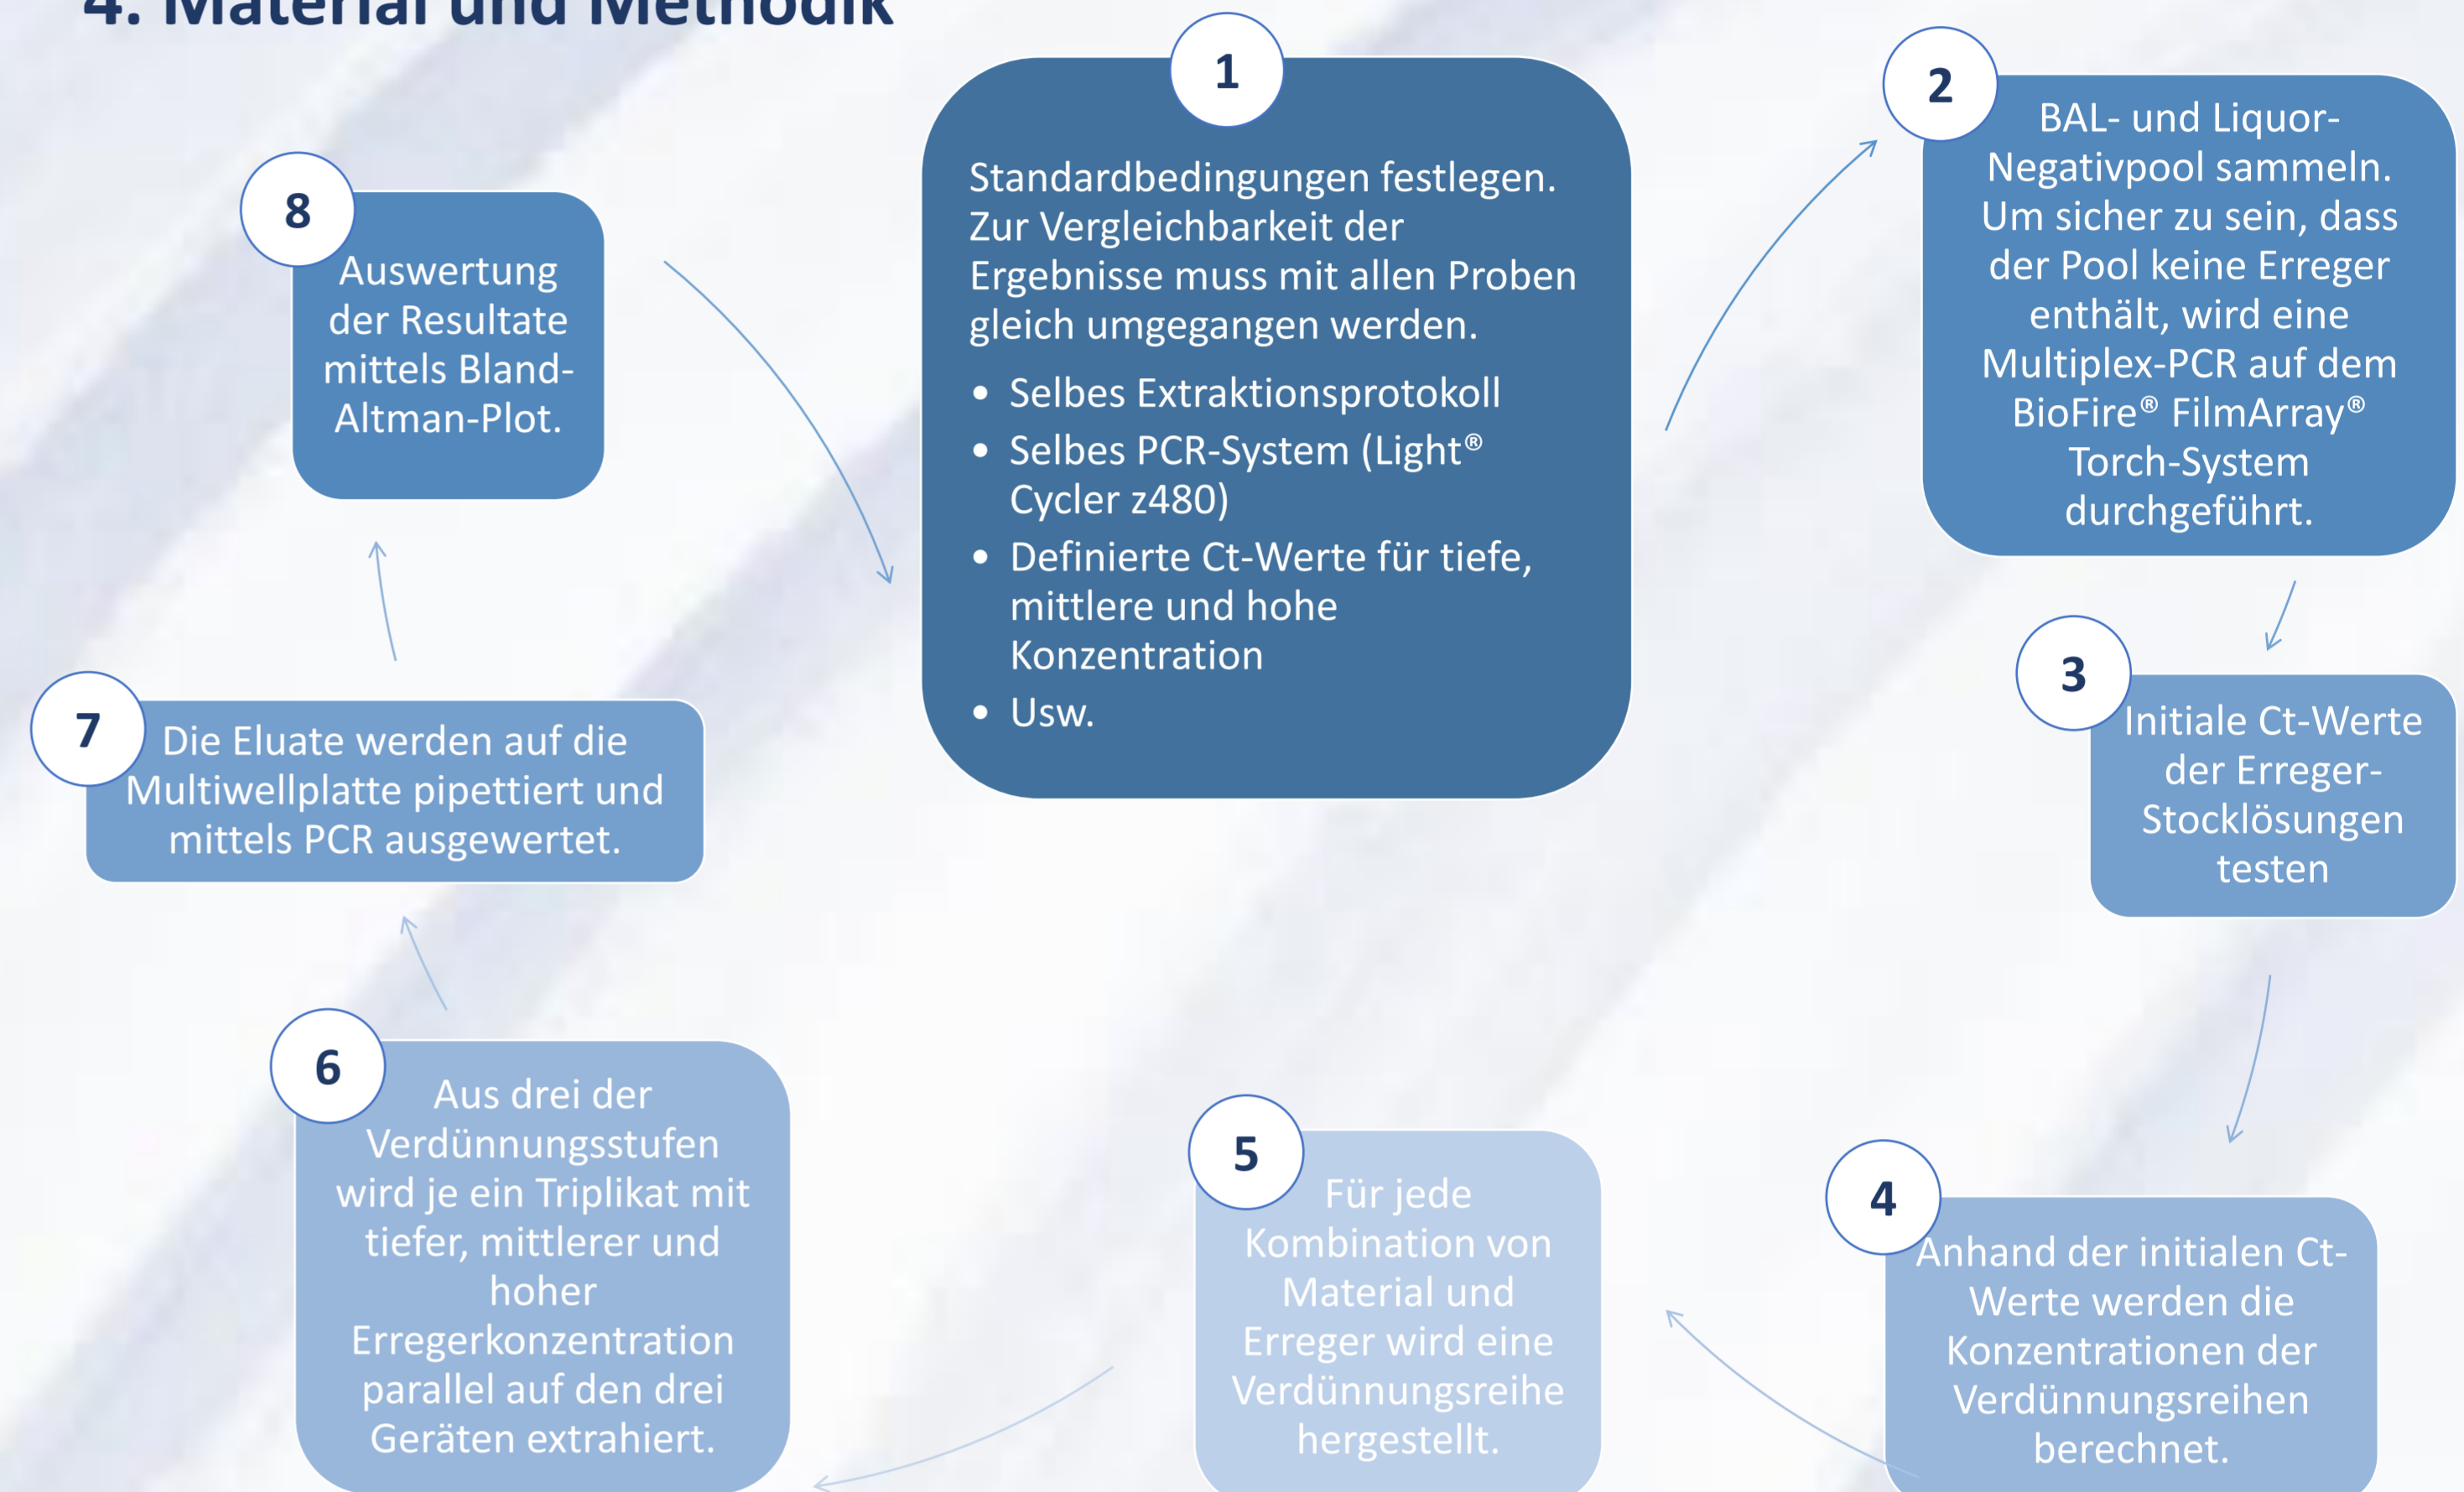 4. Material und Methodik
1
Standardbedingungen festlegen.
Zur Vergleichbarkeit der
Ergebnisse muss mit allen Proben
gleich umgegangen werden.
• Selbes Extraktionsprotokoll
• Selbes PCR-System (Light®
Cycler z480)
• Definierte Ct-Werte für tiefe,
mittlere und hohe
Konzentration
• Usw.
2
BAL- und Liquor-
Negativpool sammeln.
Um sicher zu sein, dass
der Pool keine Erreger
enthält, wird eine
Multiplex-PCR auf dem
BioFire® FilmArray®
Torch-System
durchgeführt.
3
Initiale Ct-Werte
der Erreger-
Stocklösungen
testen
4
Anhand der initialen Ct-
Werte werden die
Konzentrationen der
Verdünnungsreihen
berechnet.
5
Für jede
Kombination von
Material und
Erreger wird eine
Verdünnungsreihe
hergestellt.
6
Aus drei der
Verdünnungsstufen
wird je ein Triplikat mit
tiefer, mittlerer und
hoher
Erregerkonzentration
parallel auf den drei
Geräten extrahiert.
7
Die Eluate werden auf die
Multiwellplatte pipettiert und
mittels PCR ausgewertet.
8
Auswertung
der Resultate
mittels Bland-
Altman-Plot.